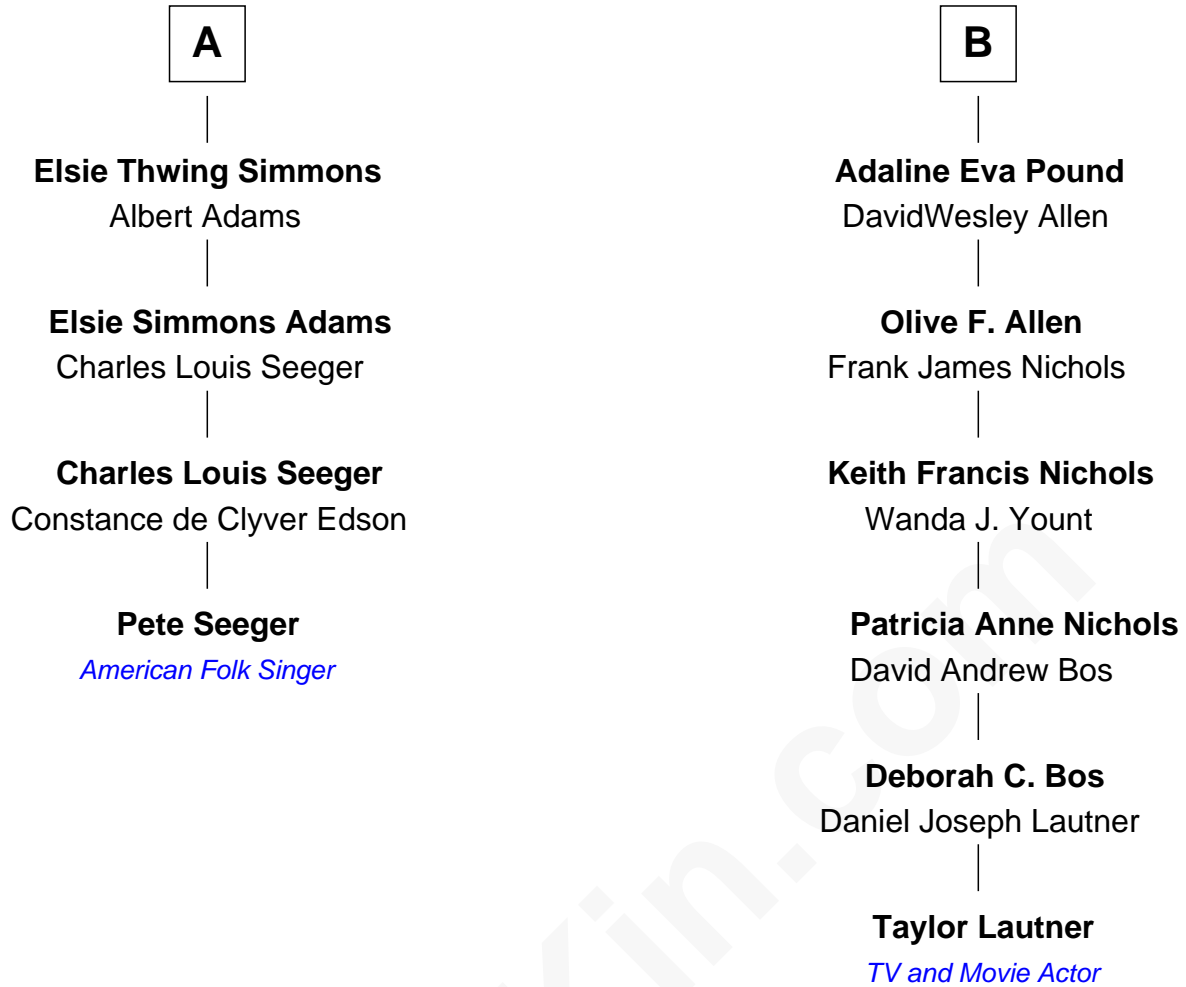 A
Elsie Thwing Simmons
Albert Adams
Elsie Simmons Adams
Charles Louis Seeger
Charles Louis Seeger
Constance de Clyver Edson
Pete Seeger
American Folk Singer
B
Adaline Eva Pound
DavidWesley Allen
Olive F. Allen
Frank James Nichols
Keith Francis Nichols
Wanda J. Yount
Patricia Anne Nichols
David Andrew Bos
Deborah C. Bos
Daniel Joseph Lautner
Taylor Lautner
TV and Movie Actor
Kin.com